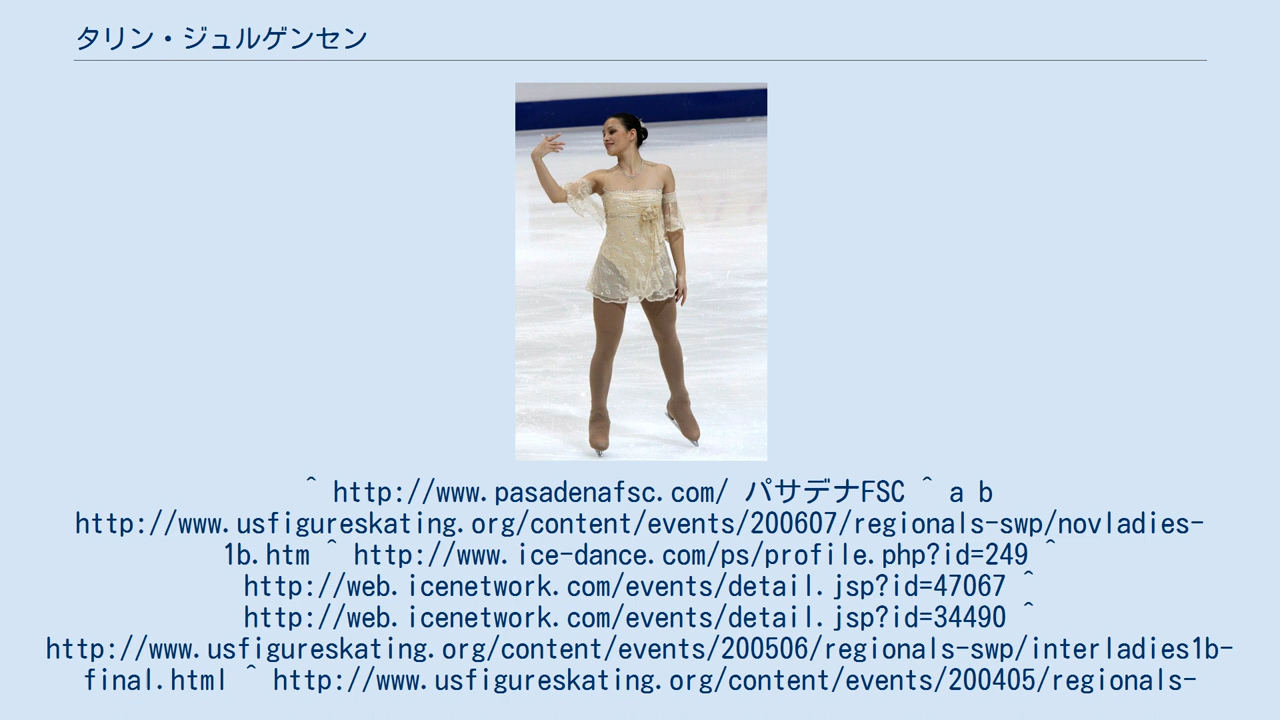 タリン・ジュルゲンセン
^ http://www.pasadenafsc.com/ パサデナFSC ^ a b
http://www.usfigureskating.org/content/events/200607/regionals-swp/novladies-
1b.htm ^ http://www.ice-dance.com/ps/profile.php?id=249 ^
http://web.icenetwork.com/events/detail.jsp?id=47067 ^
http://web.icenetwork.com/events/detail.jsp?id=34490 ^
http://www.usfigureskating.org/content/events/200506/regionals-swp/interladies1b-
final.html ^ http://www.usfigureskating.org/content/events/200405/regionals-